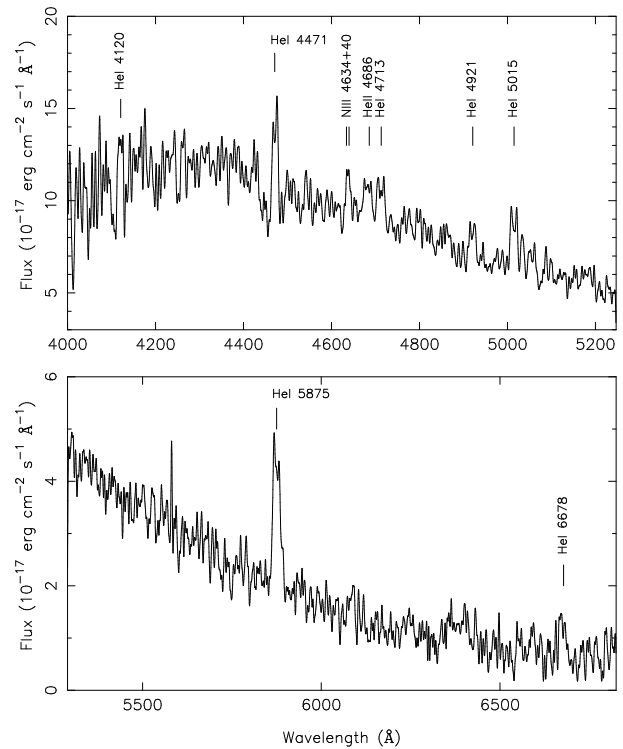 20
15
10
5
Flux (10−17 erg cm−2 s−1 Å−1)
HeI 4120
HeI 4471
NIII 4634+40
HeII 4686
HeI 4713
HeI 4921
HeI 5015
4000 4200 4400 4600 4800 5000 5200
6
4
2
0
Flux (10−17 erg cm−2 s−1 Å−1)
HeI 5875
HeI 6678
5500 6000 6500
Wavelength (Å)